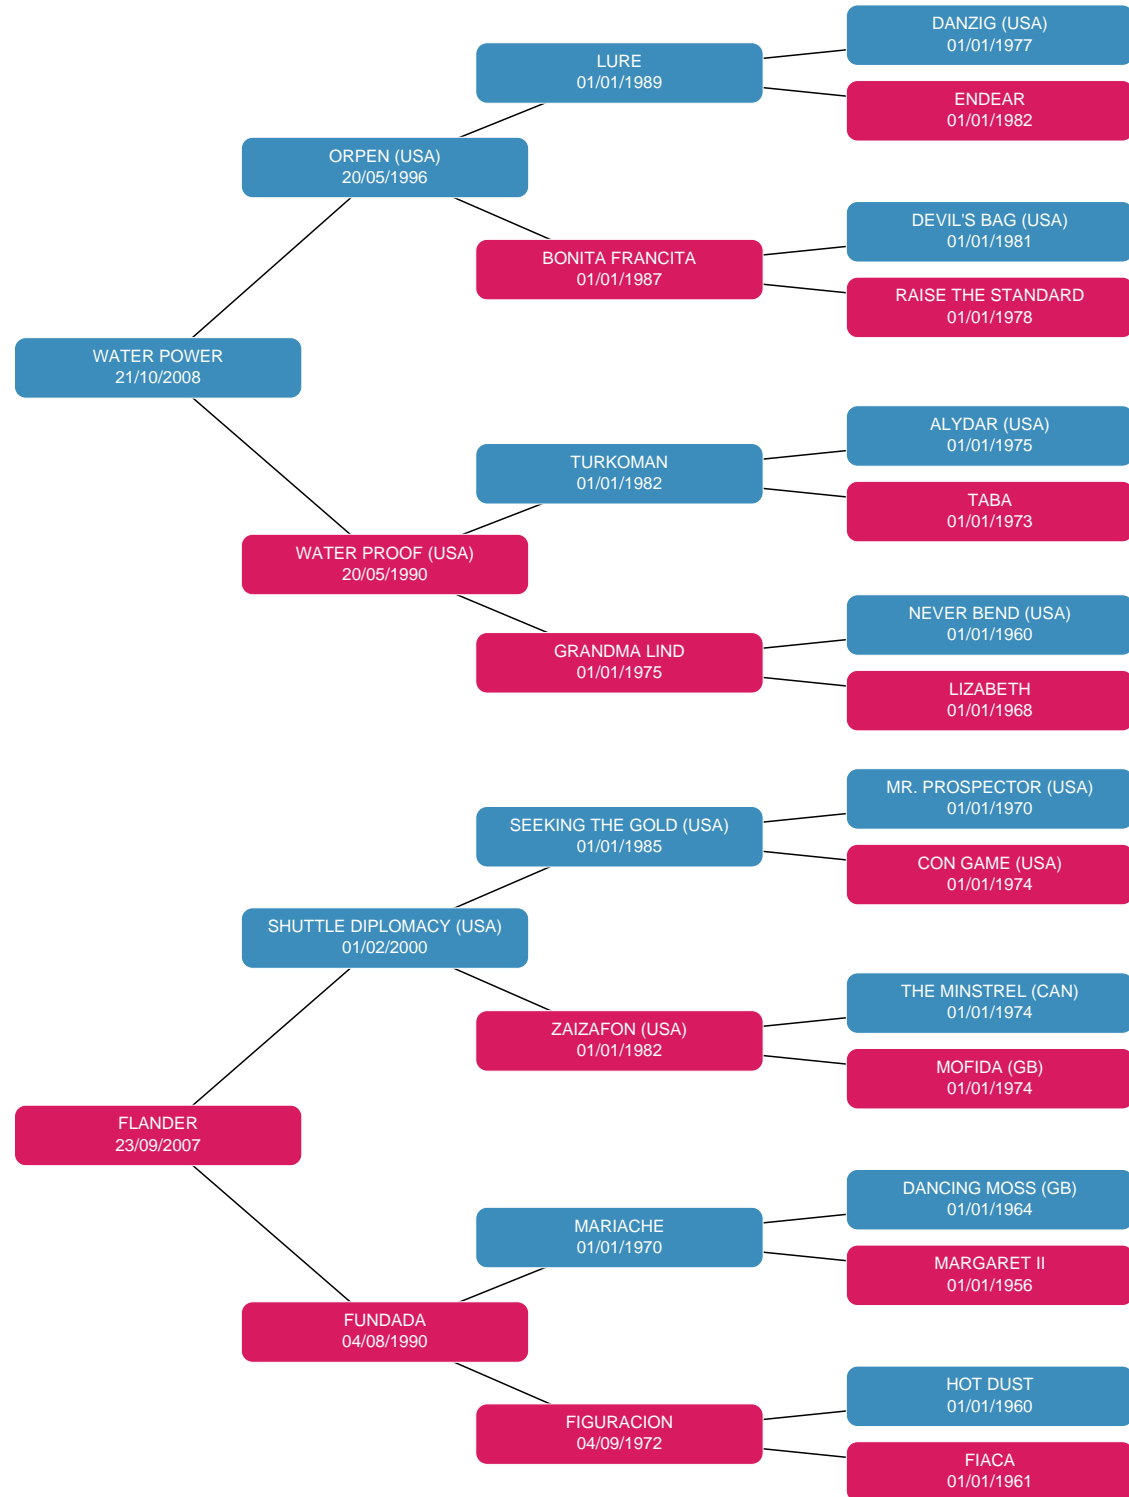 DANZIG (USA)
01/01/1977
LURE
01/01/1989
ENDEAR
01/01/1982
ORPEN (USA)
20/05/1996
DEVIL'S BAG (USA)
01/01/1981
BONITA FRANCITA
01/01/1987
RAISE THE STANDARD
01/01/1978
WATER POWER
21/10/2008
ALYDAR (USA)
01/01/1975
TURKOMAN
01/01/1982
TABA
01/01/1973
WATER PROOF (USA)
20/05/1990
NEVER BEND (USA)
01/01/1960
GRANDMA LIND
01/01/1975
LIZABETH
01/01/1968
MR. PROSPECTOR (USA)
01/01/1970
SEEKING THE GOLD (USA)
01/01/1985
CON GAME (USA)
01/01/1974
SHUTTLE DIPLOMACY (USA)
01/02/2000
THE MINSTREL (CAN)
01/01/1974
ZAIZAFON (USA)
01/01/1982
MOFIDA (GB)
01/01/1974
FLANDER
23/09/2007
DANCING MOSS (GB)
01/01/1964
MARIACHE
01/01/1970
MARGARET II
01/01/1956
FUNDADA
04/08/1990
HOT DUST
01/01/1960
FIGURACION
04/09/1972
FIACA
01/01/1961